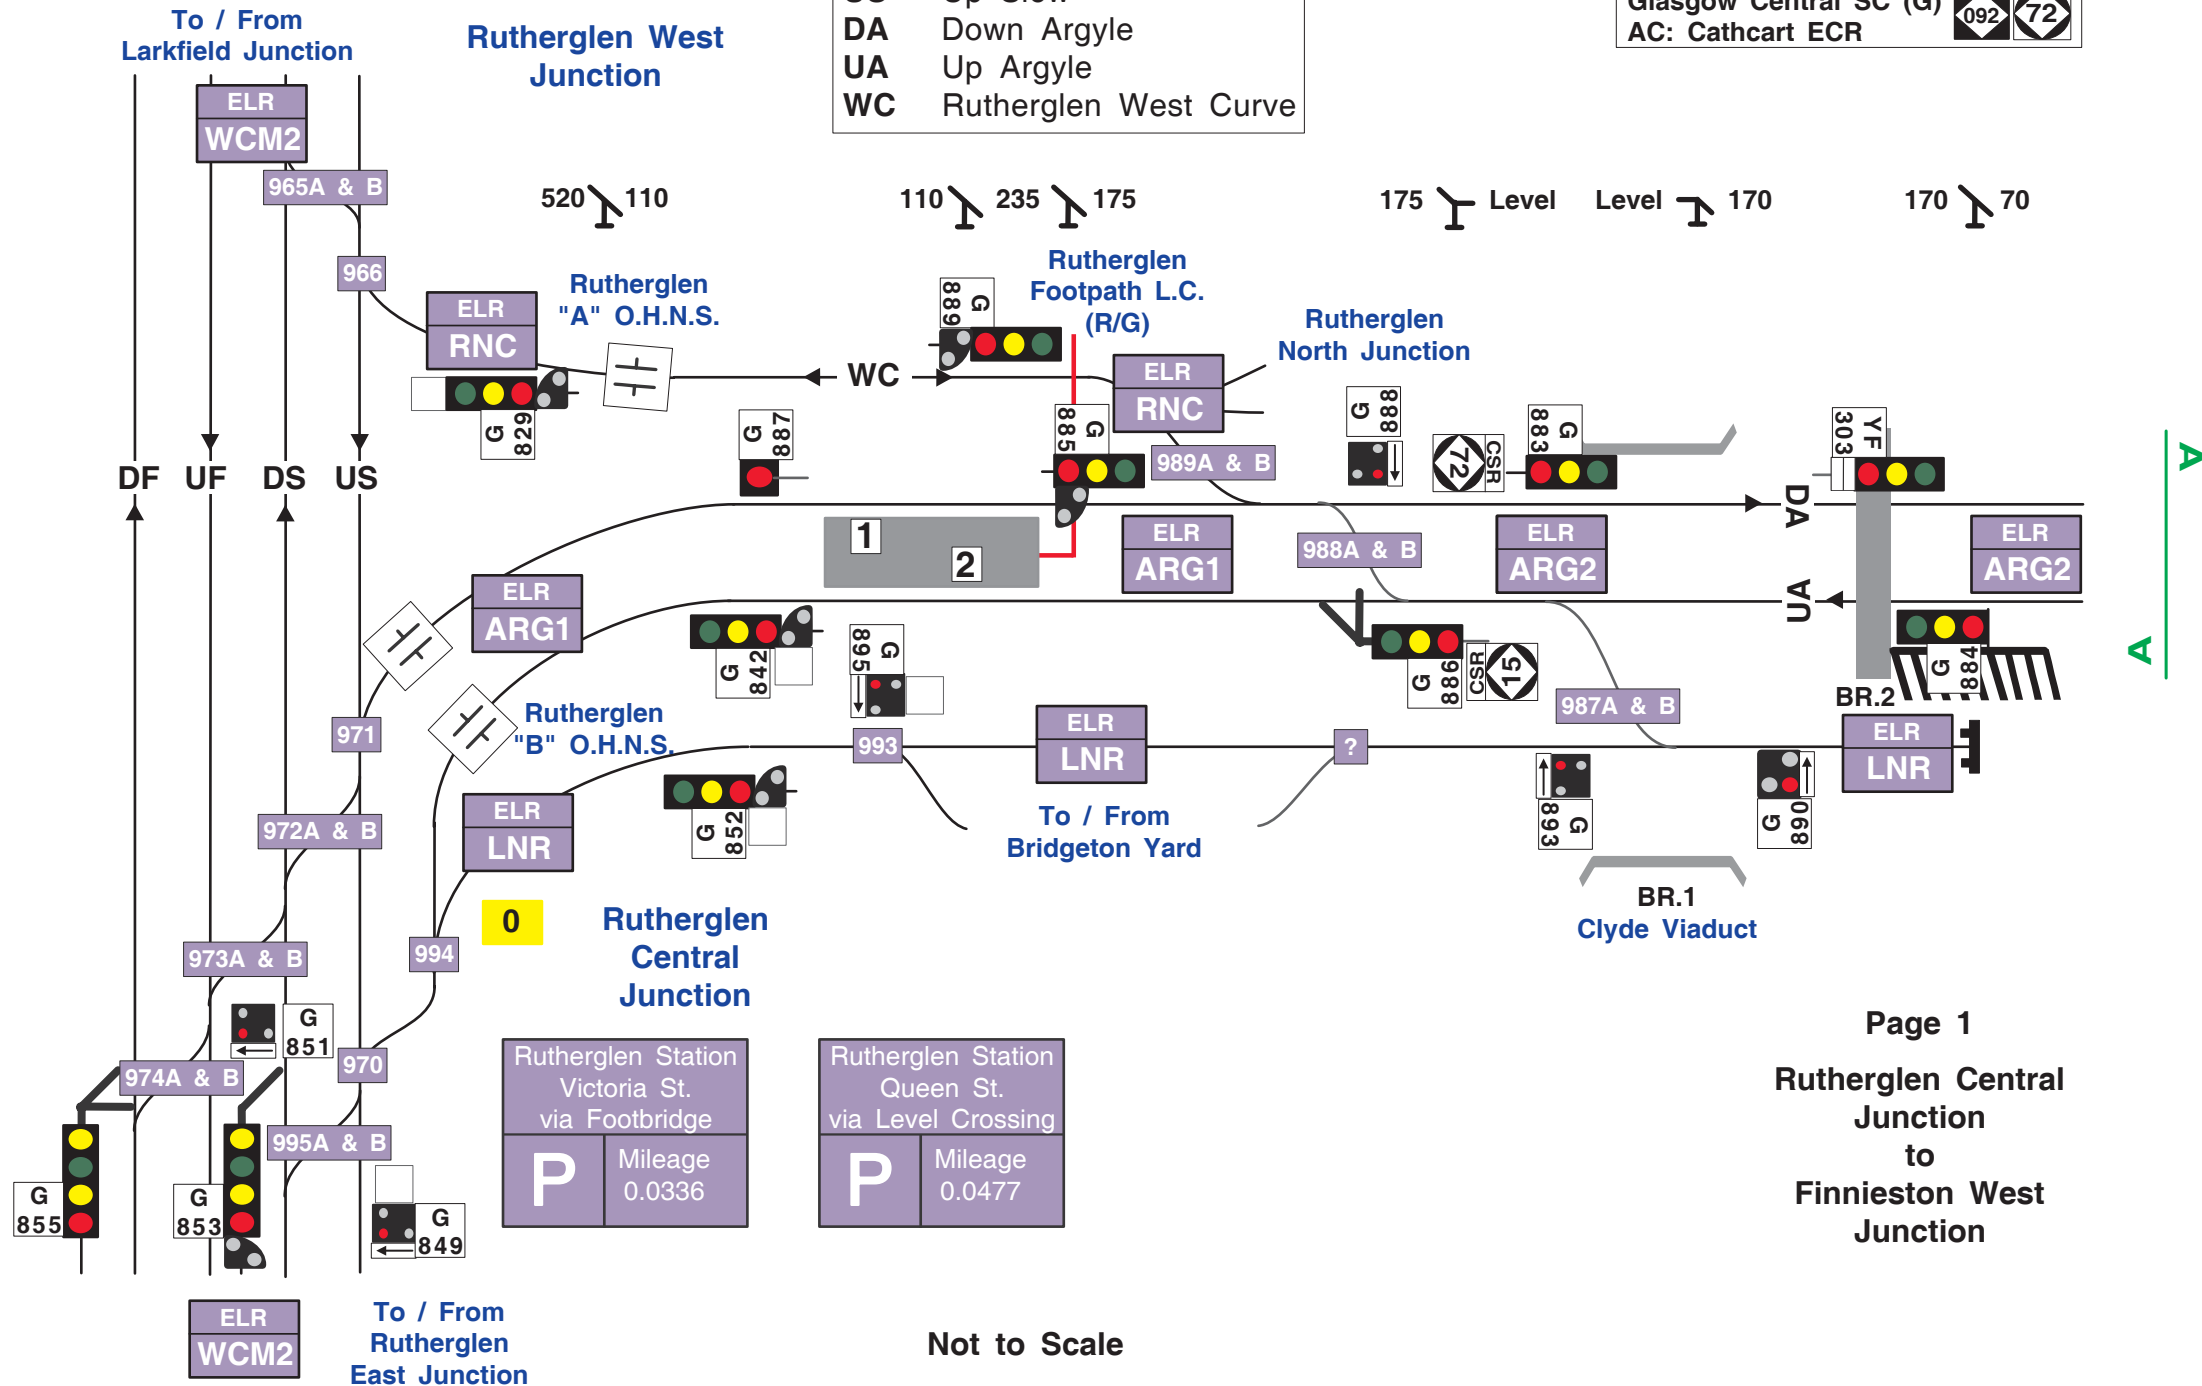 To / From
Larkfield Junction
Rutherglen West
Junction
Up Slow
DA Down Argyle
UA Up Argyle
WC Rutherglen West Curve
Glasgow Central SC (G)
AC: Cathcart ECR
092
72
ELR
WCM2
965A & B
966
520 110
110 235 175
175 Level
Level 170
170 70
Rutherglen
"A" O.H.N.S.
Rutherglen
Footpath L.C.
(R/G)
Rutherglen
North Junction
ELR
RNC
G
829
WC
G
889
ELR
RNC
G
887
G
885
989A & B
G
888
72
CSR
G
883
YF
303
A
A
DF UF DS US
DA
UA
1
2
ELR
ARG1
988A & B
ELR
ARG2
ELR
ARG2
ELR
ARG1
G
842
G
895
G
886
CSR
15
G
884
987A & B
BR.2
971
Rutherglen
"B" O.H.N.S.
993
ELR
LNR
?
ELR
LNR
972A & B
ELR
LNR
G
852
To / From
Bridgeton Yard
G
893
G
890
BR.1
Clyde Viaduct
0
Rutherglen
Central
Junction
973A & B
994
G
851
970
974A & B
995A & B
G
855
G
853
G
849
Rutherglen Station
Victoria St.
via Footbridge
P
Mileage
0.0336
Rutherglen Station
Queen St.
via Level Crossing
P
Mileage
0.0477
Page 1
Rutherglen Central
Junction
to
Finnieston West
Junction
ELR
WCM2
To / From
Rutherglen
East Junction
Not to Scale